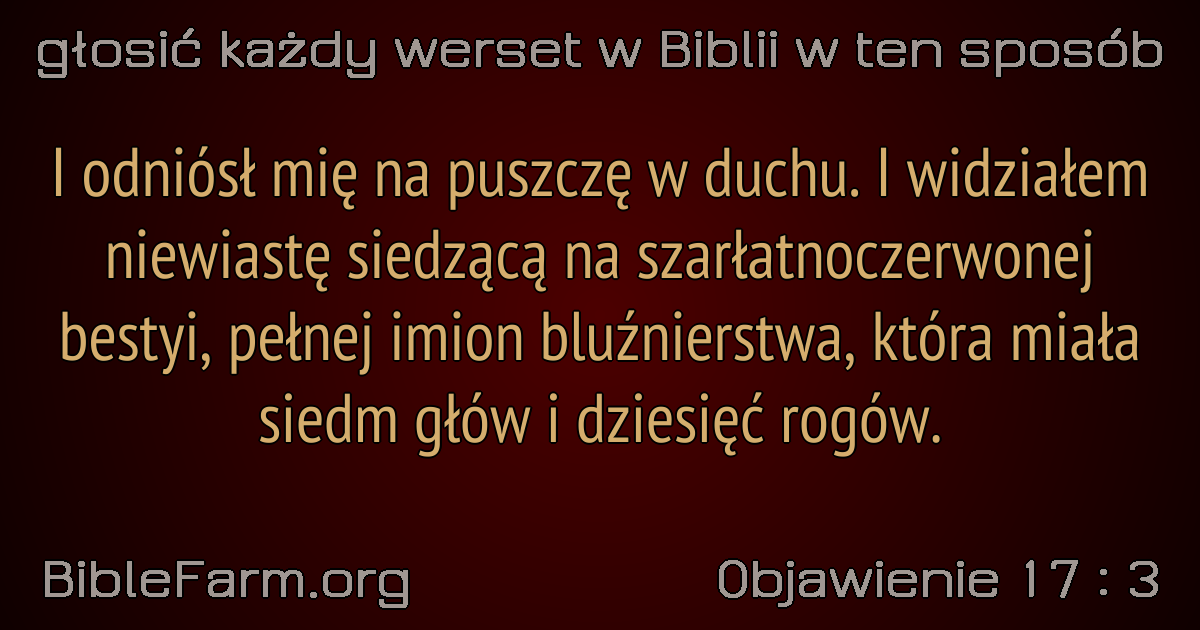 głosić każdy werset w Biblii w ten sposób
I odniósł mię na puszczę w duchu. I widziałem
niewiastę siedzącą na szarłatnoczerwonej
bestyi, pełnej imion bluźnierstwa, która miała
siedm głów i dziesięć rogów.
BibleFarm.org
Objawienie 17 : 3